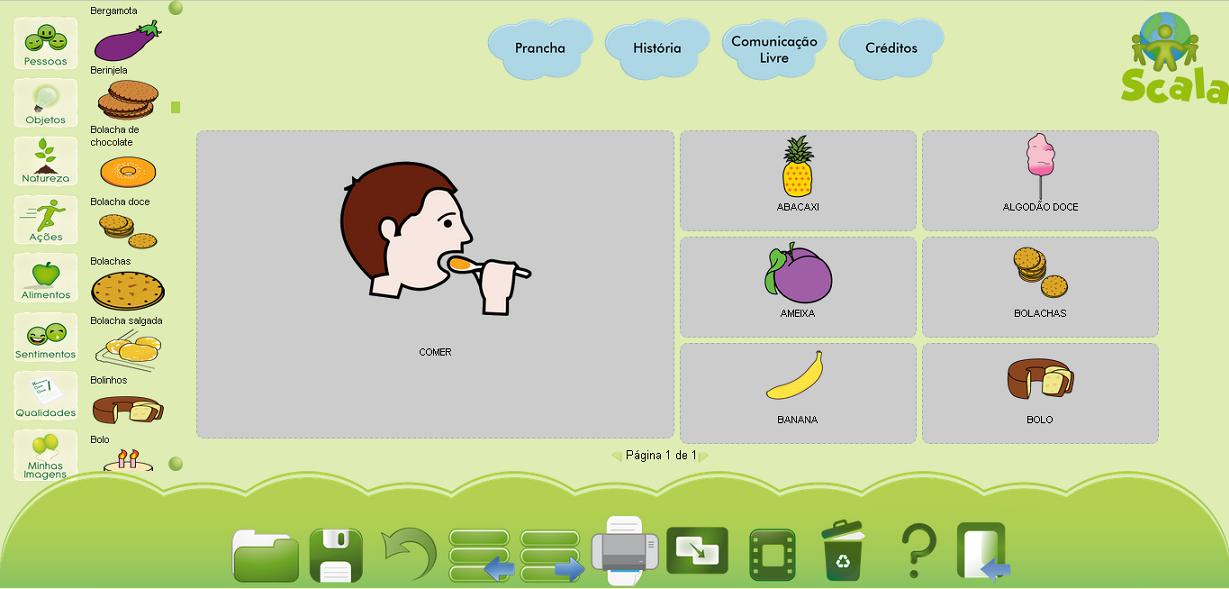 Prancha
História
Comunicação
Livre
Créditos
Scala
Pessoas
Objetos
Natureza
Ações
Alimentos
Sentimentos
Qualidades
Minhas
Imagens
Bergamota
Berinjela
Bolacha de
chocolate
Bolacha doce
Bolachas
Bolacha salgada
Bolinhos
Bolo
COMER
ABACAXI
ALGODÃO DOCE
AMEIXA
BOLACHAS
BANANA
BOLO
Página 1 de 1
?